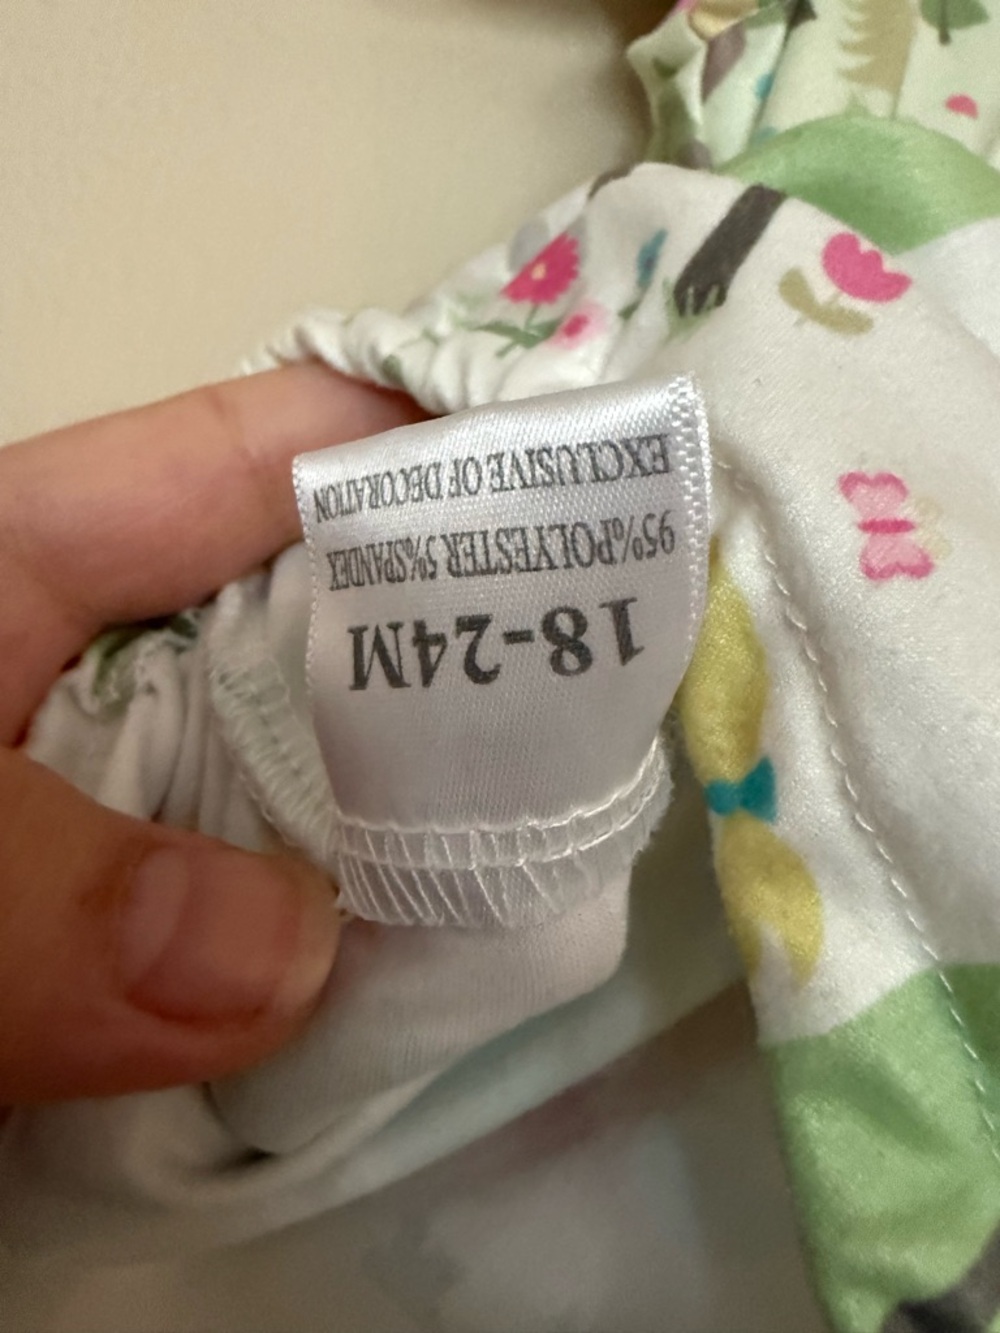 18-24M
95%POLYESTER 5%SPANDEX
EXCLUSIVE OF DECORATION